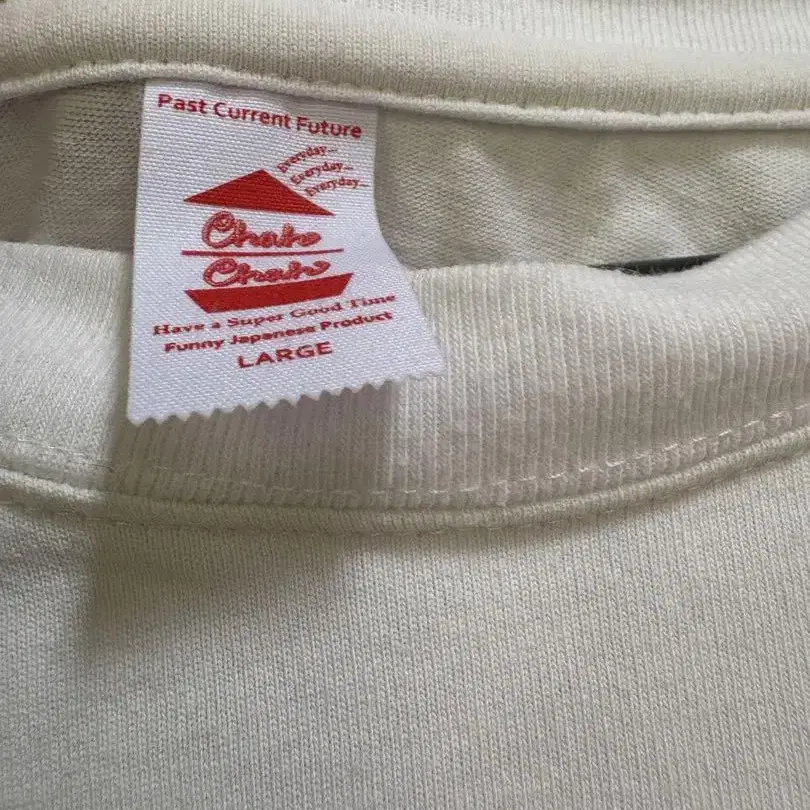 Past Current Future
Everyday...
Everyday...
Everyday...
Chah
Chah
Have a Super Good Time
Funny Japanese Product
LARGE